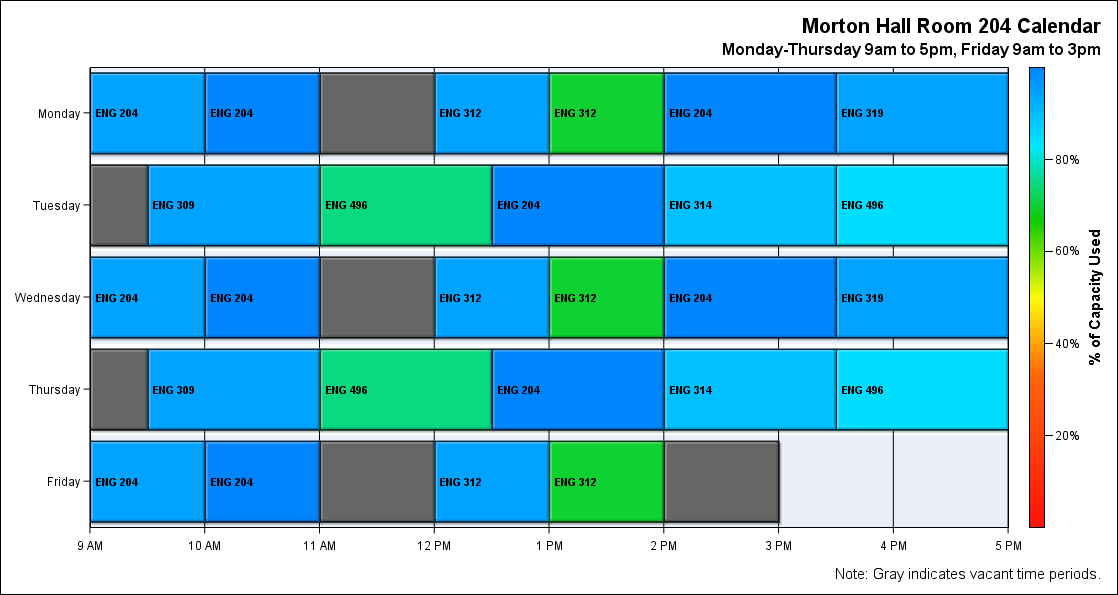 Morton Hall Room 204 Calendar
Monday-Thursday 9am to 5pm, Friday 9am to 3pm
Monday
ENG 204
ENG 204
ENG 312
ENG 312
ENG 204
ENG 319
Tuesday
ENG 309
ENG 496
ENG 204
ENG 314
ENG 496
Wednesday
ENG 204
ENG 204
ENG 312
ENG 312
ENG 204
ENG 319
Thursday
ENG 309
ENG 496
ENG 204
ENG 314
ENG 496
Friday
ENG 204
ENG 204
ENG 312
ENG 312
9 AM
10 AM
11 AM
12 PM
1 PM
2 PM
3 PM
4 PM
5 PM
80%
60%
40%
20%
% of Capacity Used
Note: Gray indicates vacant time periods.